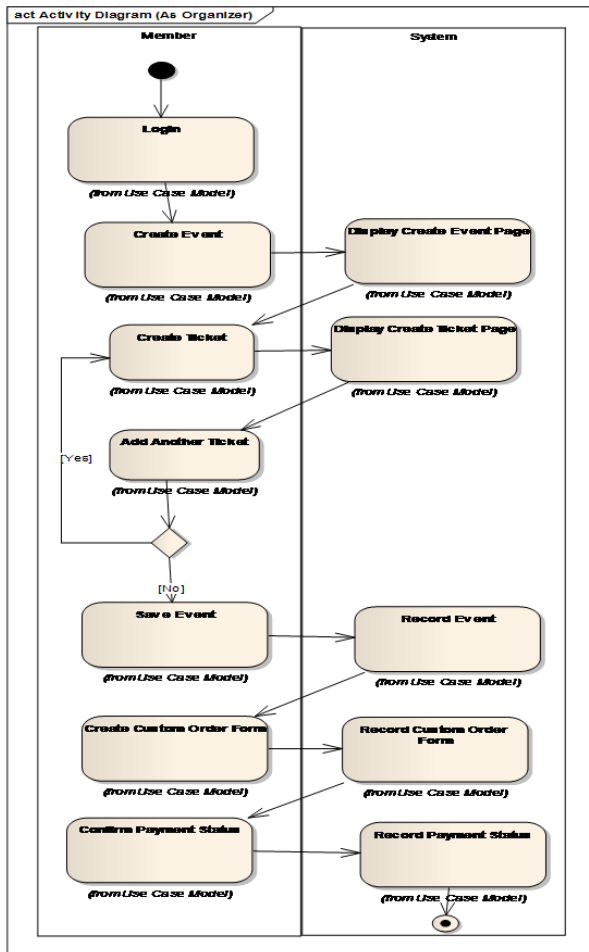 act Activity Diagram (As Organizer)
Member
System
Login
(from Use Case Model)
Create Event
(from Use Case Model)
Display Create Event Page
(from Use Case Model)
Create Ticket
(from Use Case Model)
Display Create Ticket Page
(from Use Case Model)
Add Another Ticket
(from Use Case Model)
[Yes]
[No]
Save Event
(from Use Case Model)
Record Event
(from Use Case Model)
Create Custom Order Form
(from Use Case Model)
Record Custom Order
Form
(from Use Case Model)
Confirm Payment Status
(from Use Case Model)
Record Payment Status
(from Use Case Model)